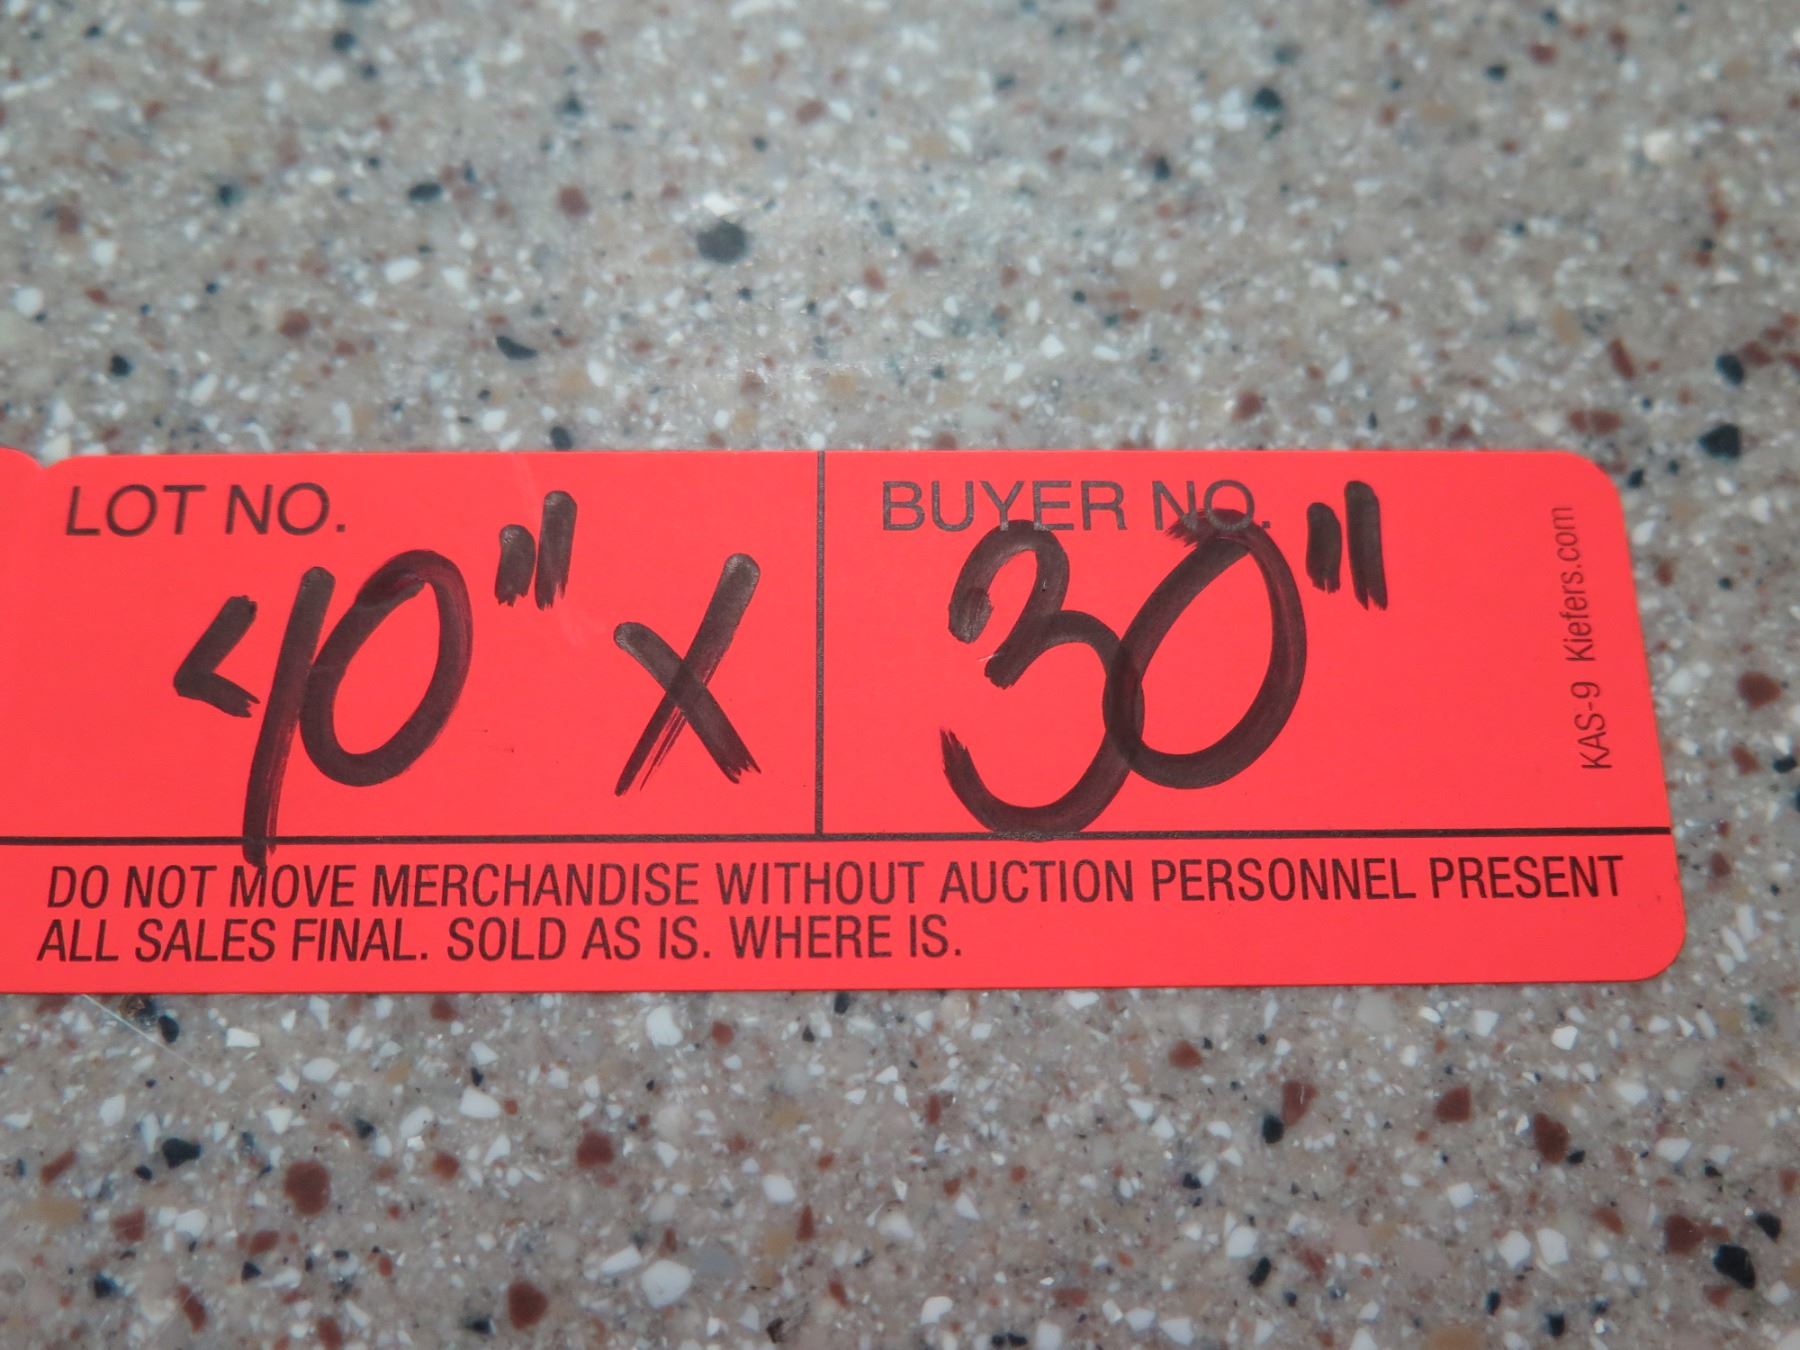 LOT NO. BUYER NO.
40" X 30"
DO NOT MOVE MERCHANDISE WITHOUT AUCTION PERSONNEL PRESENT
ALL SALES FINAL. SOLD AS IS. WHERE IS.
KAS-9 Kiefers.com